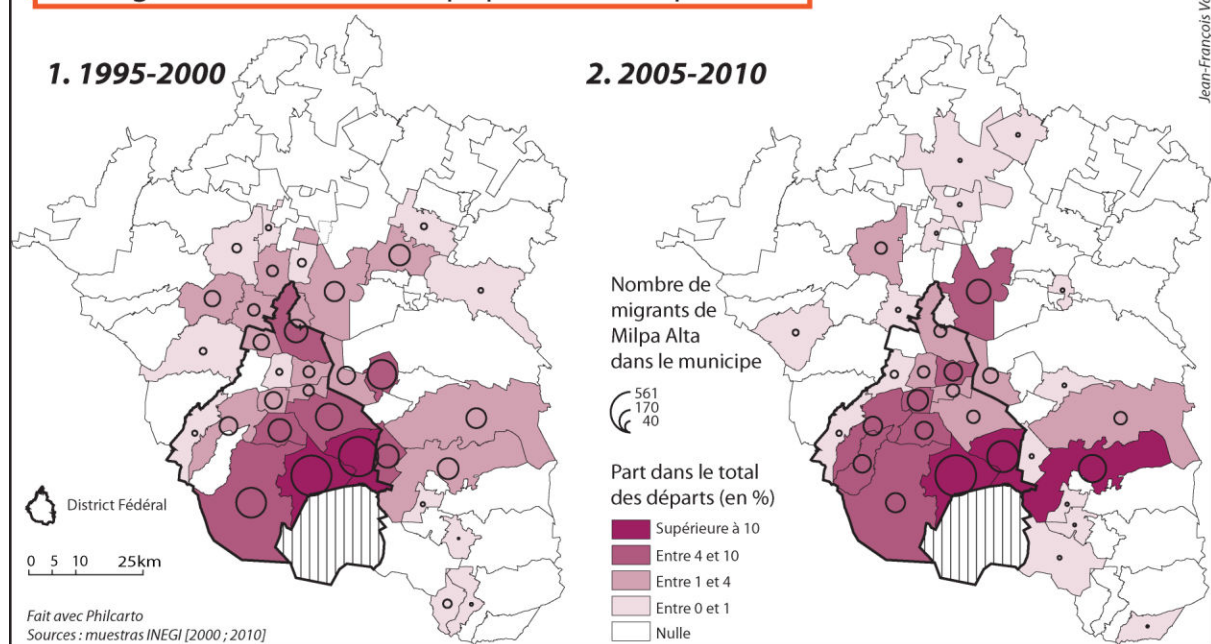 1. 1995-2000
2. 2005-2010
Jean-François
Nombre de
migrants de
Milpa Alta
dans le municipe
561
170
40
Part dans le total
des départs (en %)
Supérieure à 10
Entre 4 et 10
Entre 1 et 4
Entre 0 et 1
Nulle
District Fédéral
0 5 10 25km
Fait avec Philcarto
Sources : muestras INEGI [2000 ; 2010]